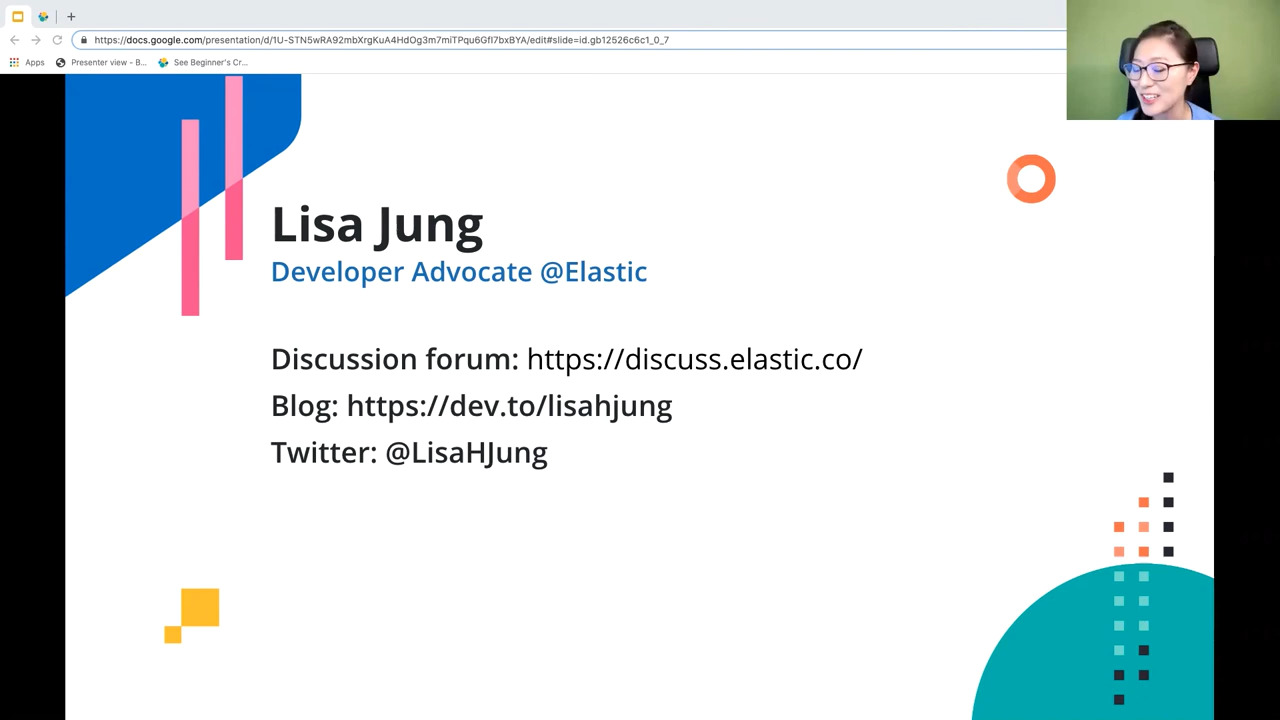 https://docs.google.com/presentation/d/1U-STN5wRA92mbXrgKuA4HdOg3m7miTPqu6GfI7bxBYA/edit#slide=id.gb12526c6c1_0_7
Apps
Presenter view - B...
See Beginner's Cr...
Lisa Jung
Developer Advocate @Elastic
Discussion forum: https://discuss.elastic.co/
Blog: https://dev.to/lisahjung
Twitter: @LisaHJung